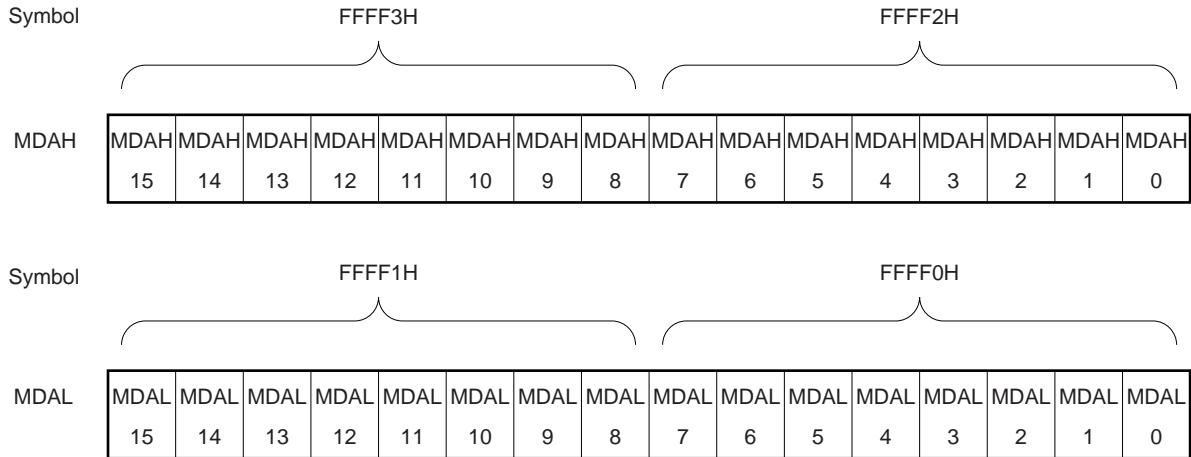 Symbol FFFF3H FFFF2H
MDAH MDAH MDAH MDAH MDAH MDAH MDAH MDAH MDAH MDAH MDAH MDAH MDAH MDAH MDAH MDAH MDAH
15 14 13 12 11 10 9 8 7 6 5 4 3 2 1 0
Symbol FFFF1H FFFF0H
MDAL MDAL MDAL MDAL MDAL MDAL MDAL MDAL MDAL MDAL MDAL MDAL MDAL MDAL MDAL MDAL MDAL
15 14 13 12 11 10 9 8 7 6 5 4 3 2 1 0